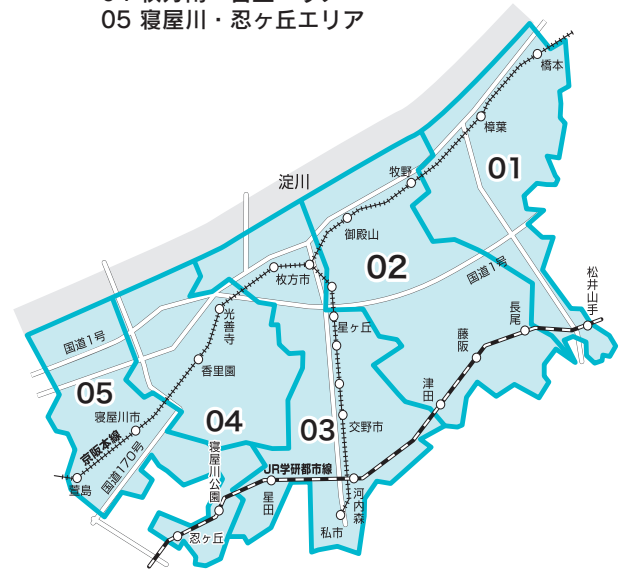 05 寝屋川・忍ヶ丘エリア
橋本
樟葉
01
牧野
淀川
御殿山
02
枚方市
国道1号
松井山手
光善寺
星ヶ丘
長尾
藤阪
国道1号
香里園
津田
05
寝屋川市
04
03
交野市
京阪本線
国道170号
寝屋川公園
JR学研都市線
萱島
星田
河内森
私市
忍ヶ丘